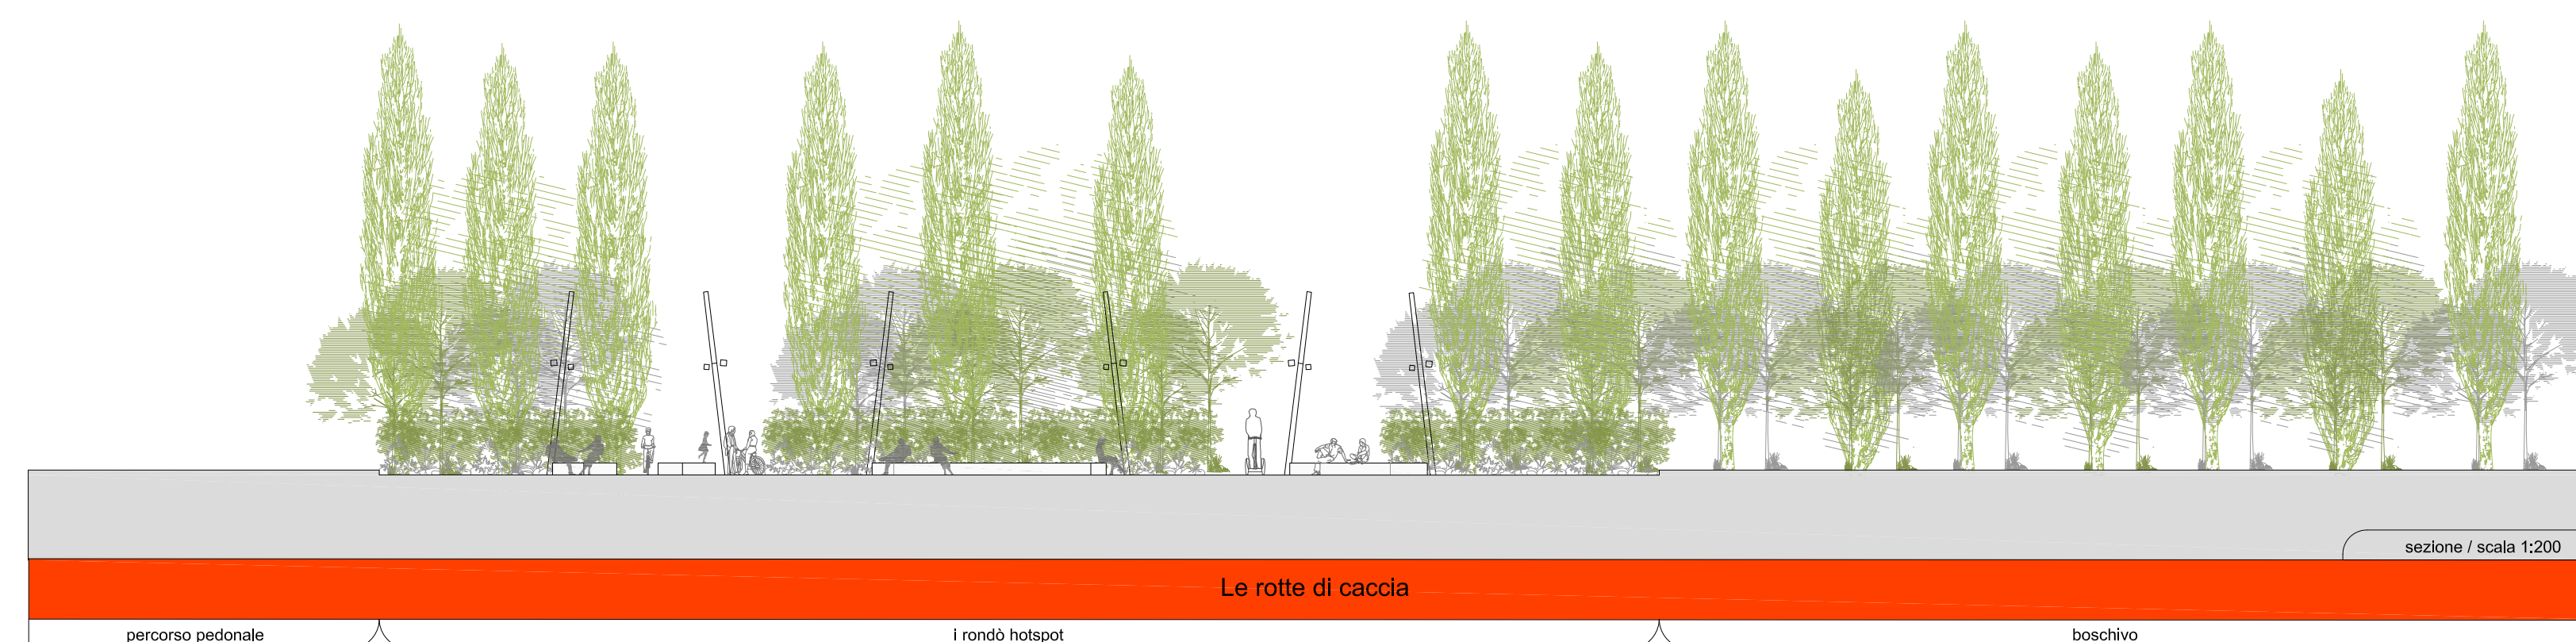 sezione / scala 1:200
Le rotte di caccia
percorso pedonale
i rondò hotspot
boschivo